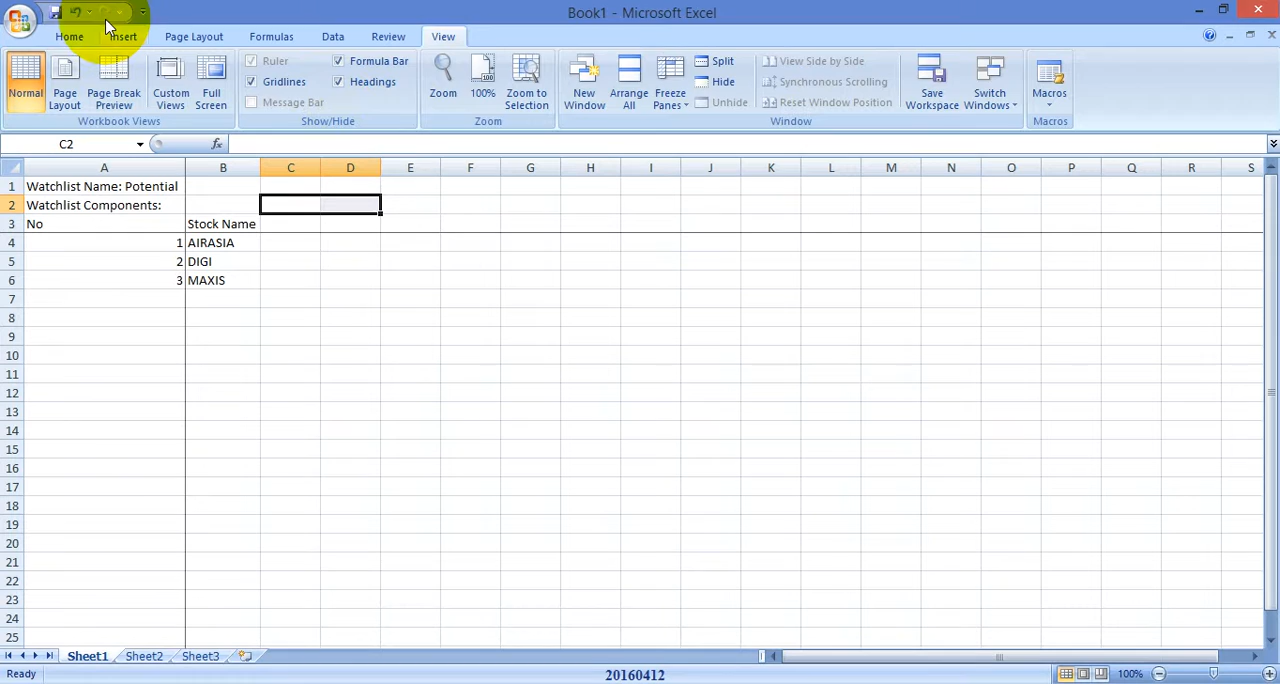 Book1 - Microsoft Excel
Home Insert Page Layout Formulas Data Review View
Normal Page Layout Page Break Preview Custom Views Full Screen
Workbook Views
Ruler Formula Bar
Gridlines Headings
Message Bar
Show/Hide
Zoom 100% Zoom to Selection
Zoom
New Window Arrange All Freeze Panes
Split
Hide
Unhide
View Side by Side
Synchronous Scrolling
Reset Window Position
Save Workspace Switch Windows
Window
Macros
Macros
C2 fx
A B C D E F G H I J K L M N O P Q R S
1 Watchlist Name: Potential
2 Watchlist Components:
3 No Stock Name
4 1 AIRASIA
5 2 DIGI
6 3 MAXIS
7
8
9
10
11
12
13
14
15
16
17
18
19
20
21
22
23
24
25
Sheet1 Sheet2 Sheet3
Ready 20160412 100%